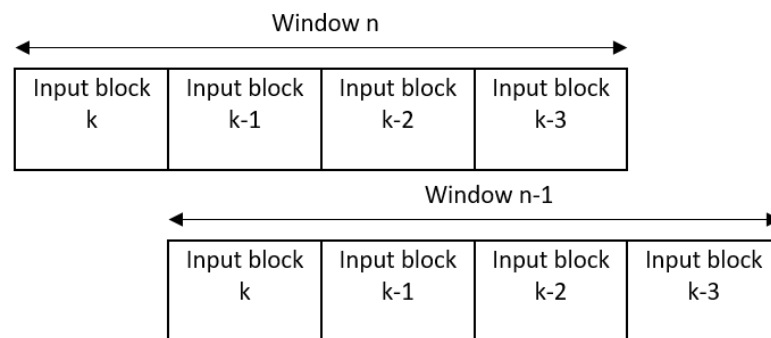 Window n
Input block Input block Input block Input block
k k-1 k-2 k-3
Window n-1
Input block Input block Input block Input block
k k-1 k-2 k-3